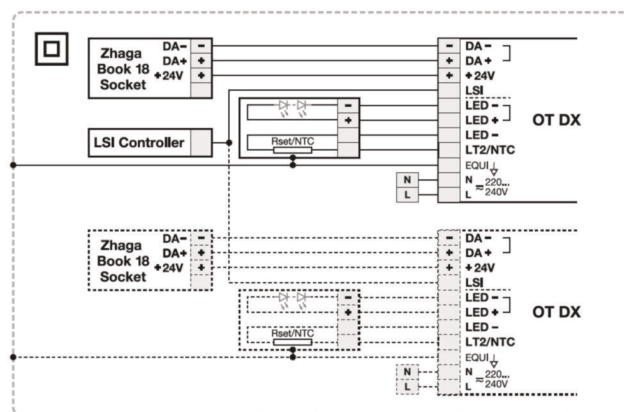 Zhaga
Book 18
Socket
DA- -
DA+ +
+24V +
LSI Controller
Rset/NTC
- +
- DA-
+ DA+
+ +24V
LSI
LED -
LED +
LED -
LT2/NTC
EQUI
N N 220...
L L 240V
OT DX
Zhaga
Book 18
Socket
DA- -
DA+ +
+24V +
Rset/NTC
- +
- DA-
+ DA+
+ +24V
LSI
LED -
LED +
LED -
LT2/NTC
EQUI
N N 220...
L L 240V
OT DX